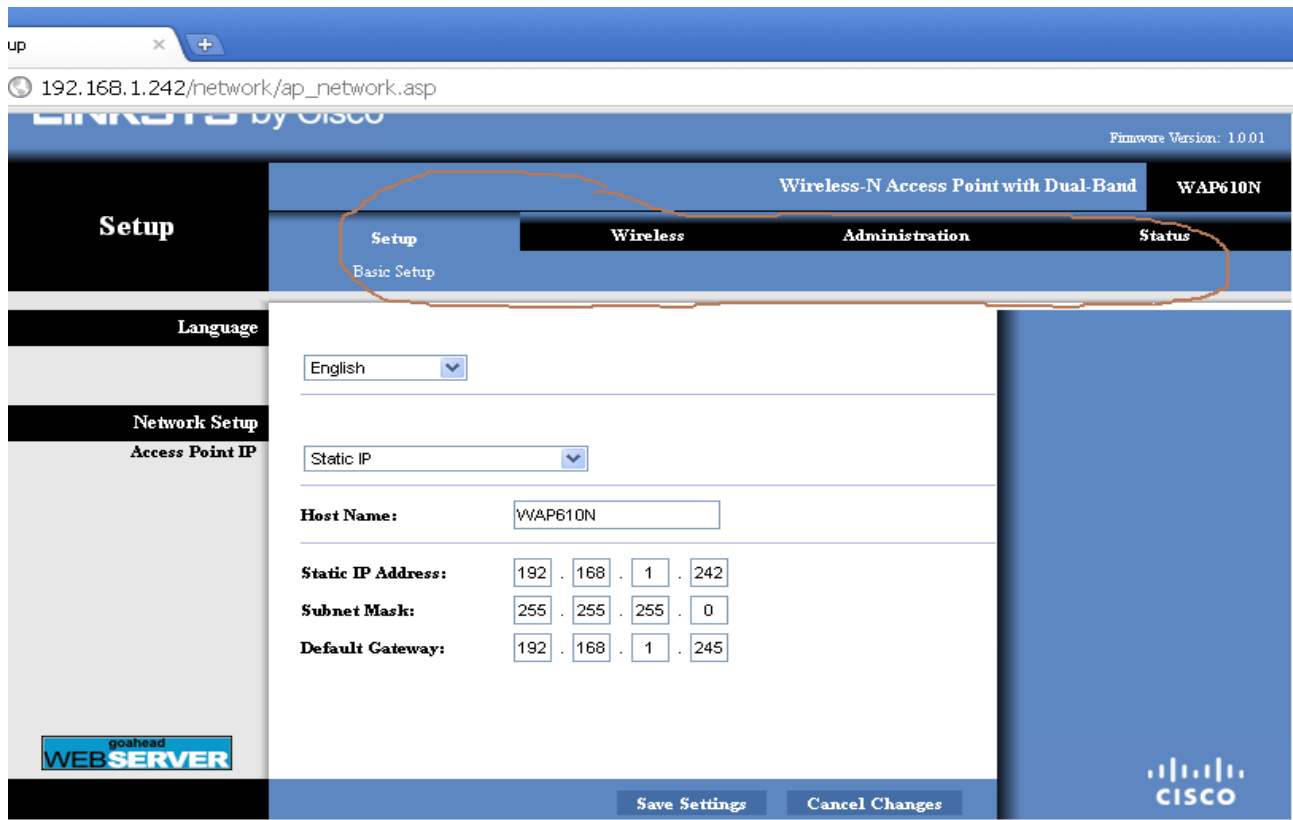 up
192.168.1.242/network/ap_network.asp
LINKSYS by Cisco
Firmware Version: 1.0.01
Wireless-N Access Point with Dual-Band WAP610N
Setup
Setup Wireless Administration Status
Basic Setup
Language
English
Network Setup
Access Point IP
Static IP
Host Name: WAP610N
Static IP Address: 192 . 168 . 1 . 242
Subnet Mask: 255 . 255 . 255 . 0
Default Gateway: 192 . 168 . 1 . 245
goahead
WEBSERVER
Save Settings Cancel Changes
CISCO